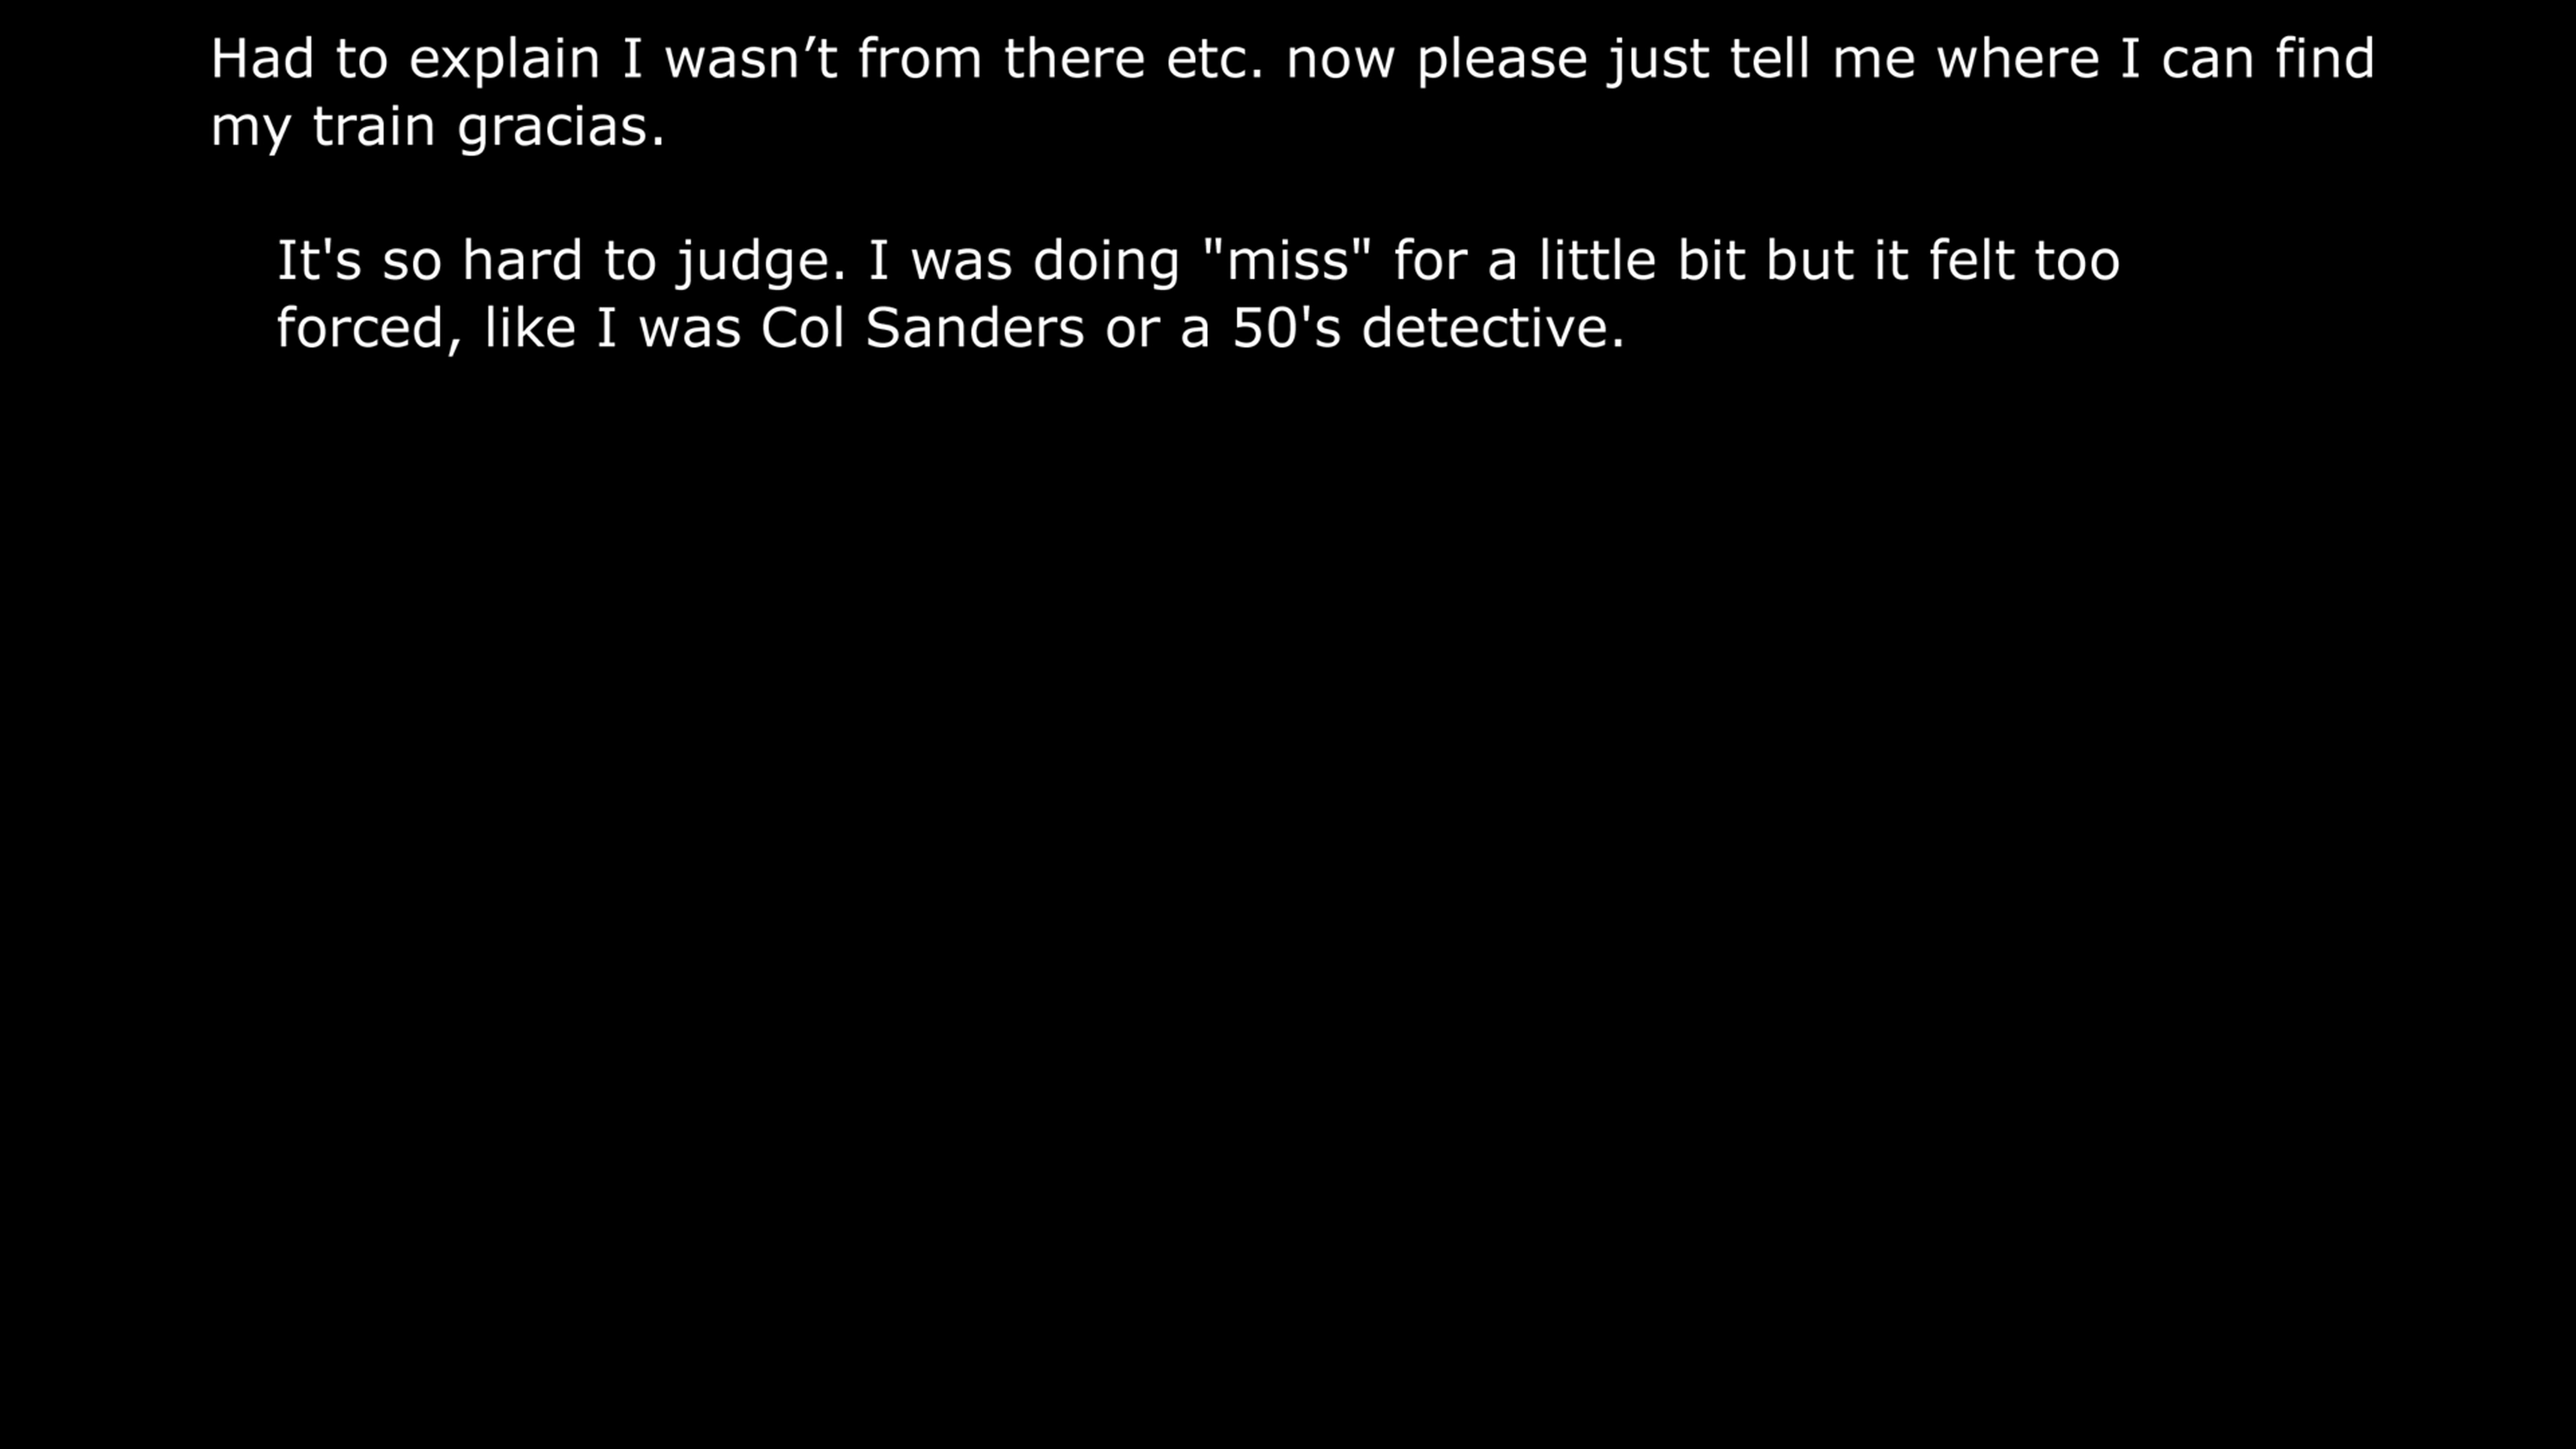 Had to explain I wasn’t from there etc. now please just tell me where I can find
my train gracias.
It's so hard to judge. I was doing "miss" for a little bit but it felt too
forced, like I was Col Sanders or a 50's detective.